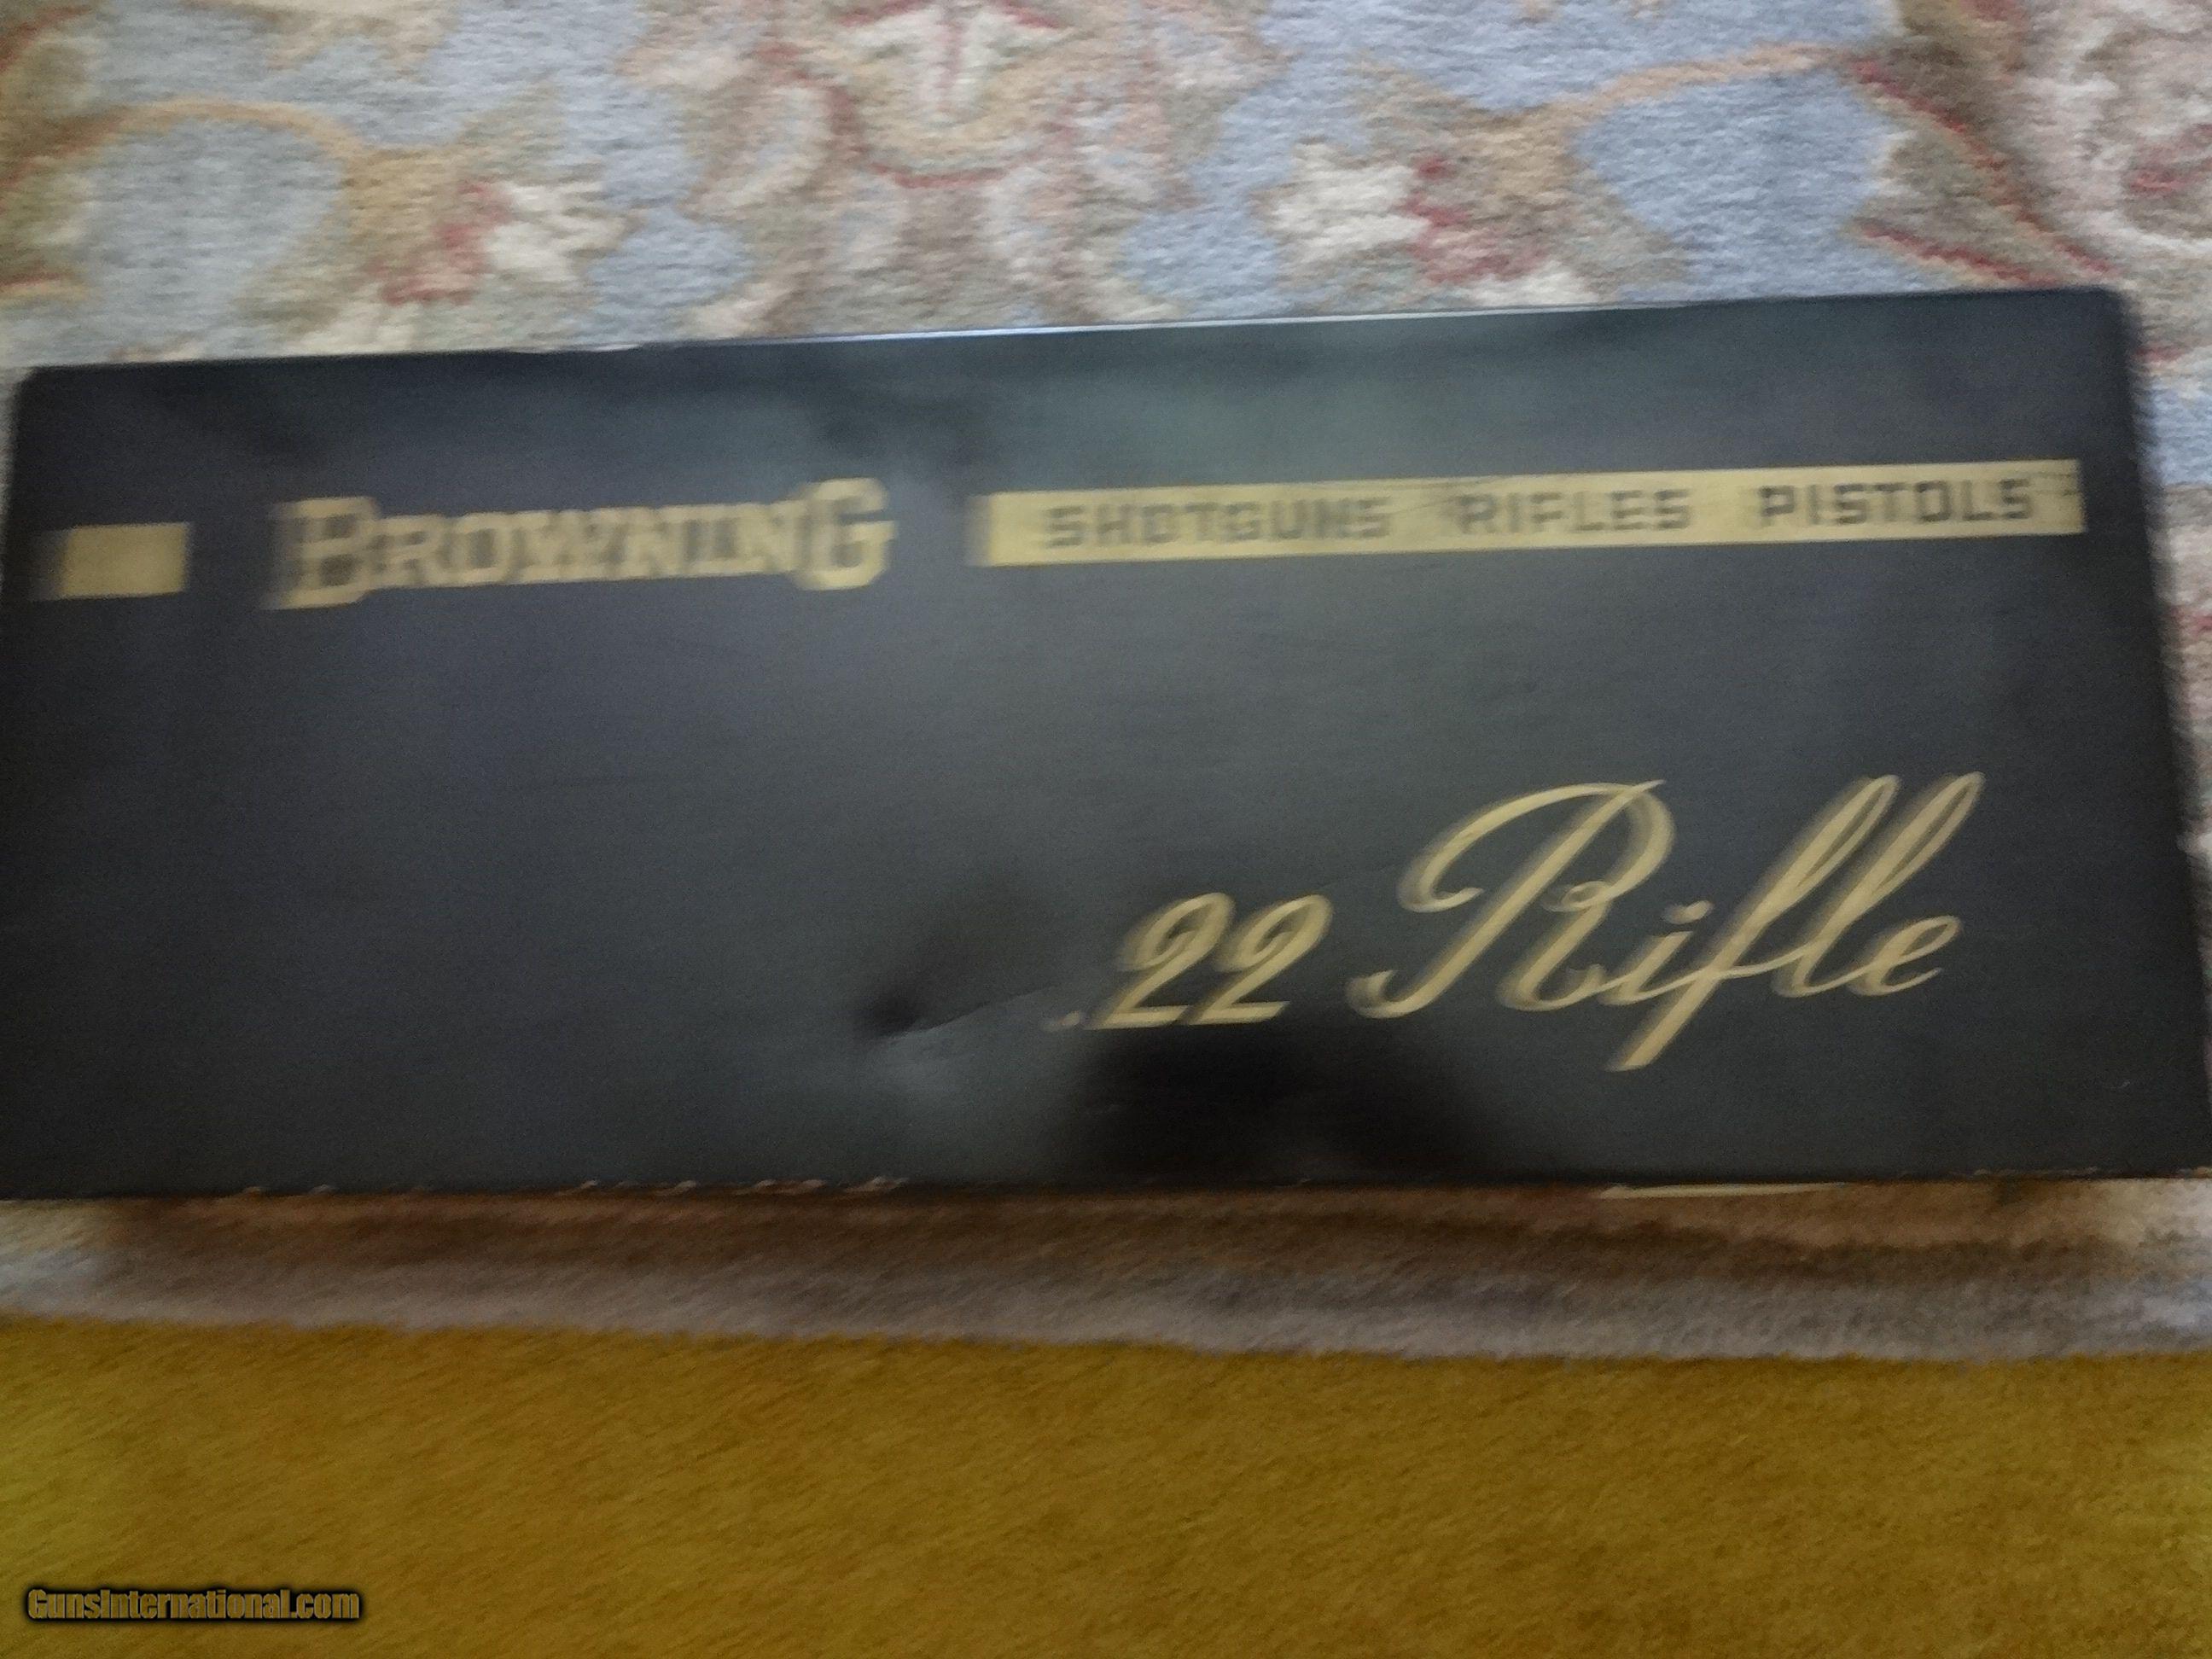 BROWNING SHOTGUNS RIFLES PISTOLS
.22 Rifle
GunsInternational.com